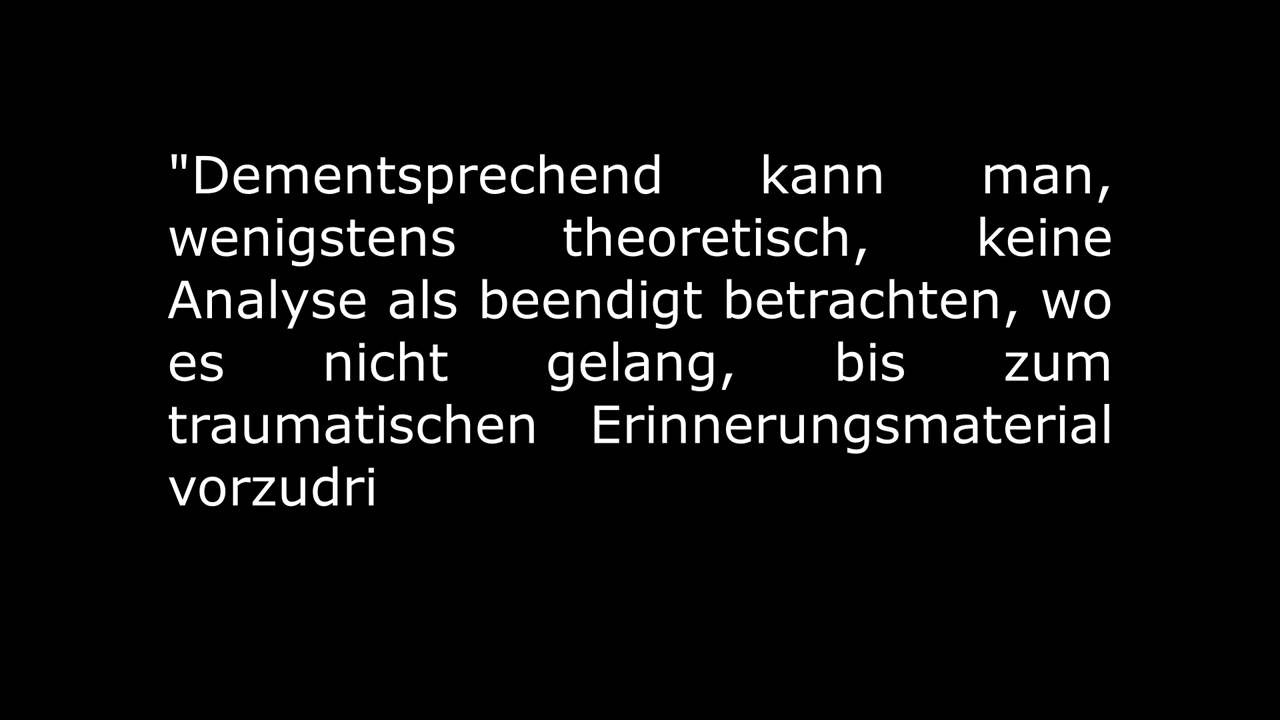 "Dementsprechend kann man,
wenigstens theoretisch, keine
Analyse als beendigt betrachten, wo
es nicht gelang, bis zum
traumatischen Erinnerungsmaterial
vorzudri